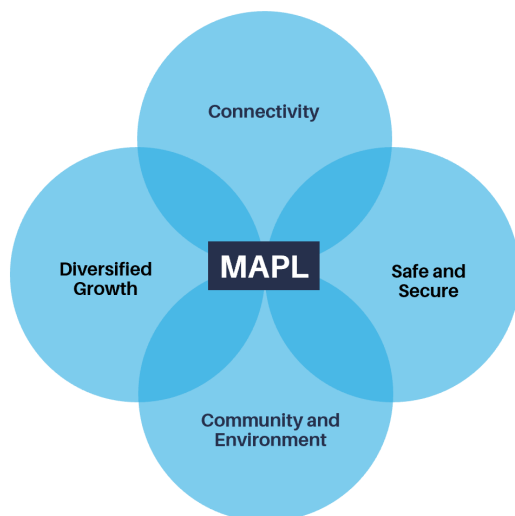 Connectivity
Diversified
Growth
MAPL
Safe and
Secure
Community and
Environment